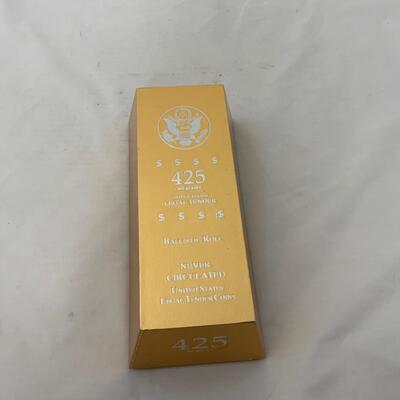 $ $ $ $
425
LEGAL TENDER
$ $ $ $
BALLISTIC ROLL
NEVER
CIRCULATED
UNITED STATES
LEGAL TENDER COINS
425